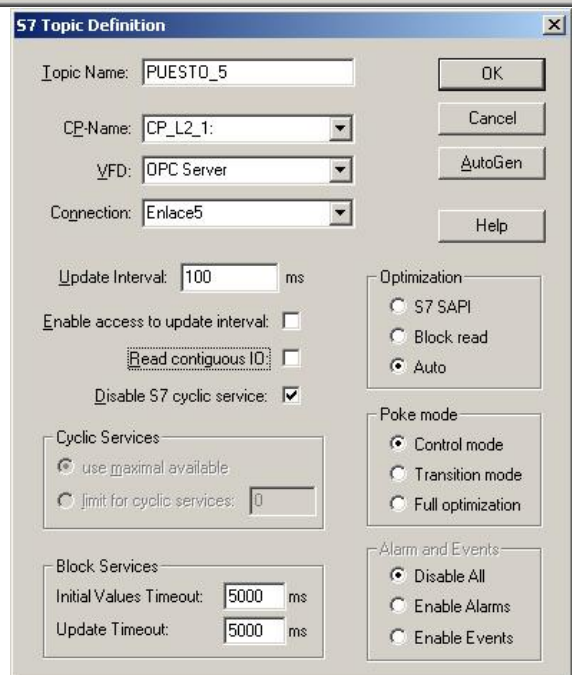 S7 Topic Definition
Topic Name: PUESTO_5
OK
CP-Name: CP_L2_1:
Cancel
VFD: OPC Server
AutoGen
Connection: Enlace5
Help
Update Interval: 100 ms
Enable access to update interval:
Read contiguous IO:
Disable S7 cyclic service:
Optimization
S7 SAPI
Block read
Auto
Cyclic Services
use maximal available
limit for cyclic services: 0
Poke mode
Control mode
Transition mode
Full optimization
Block Services
Initial Values Timeout: 5000 ms
Update Timeout: 5000 ms
Alarm and Events
Disable All
Enable Alarms
Enable Events